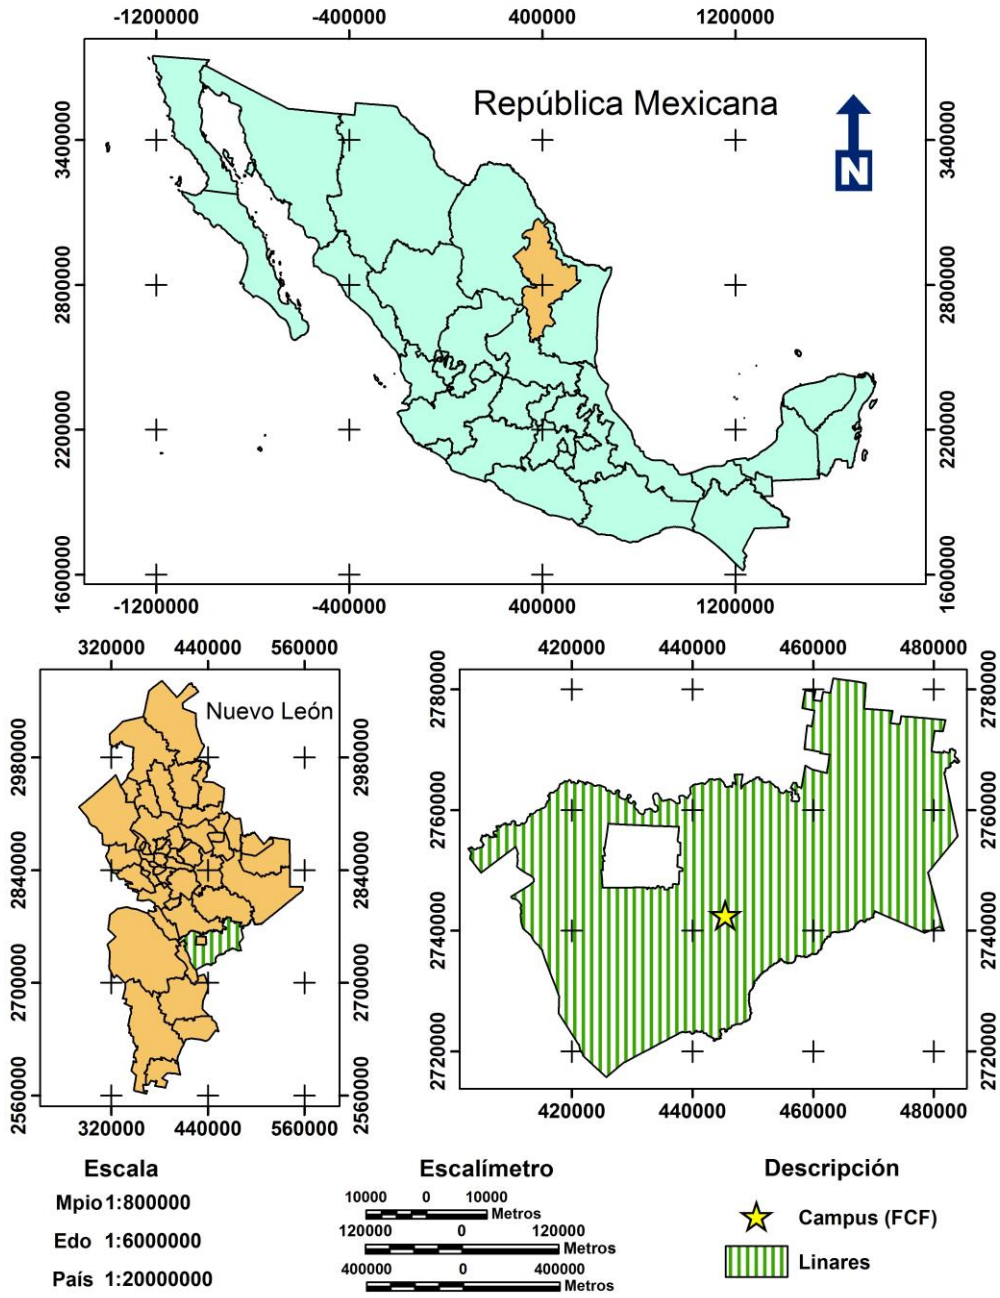 -1200000 -400000 400000 1200000
República Mexicana
N
3400000 3400000
2800000 2800000
2200000 2200000
1600000 1600000
-1200000 -400000 400000 1200000
320000 440000 560000
Nuevo León
2980000 2980000
2840000 2840000
2700000 2700000
2560000 2560000
320000 440000 560000
420000 440000 460000 480000
2780000 2780000
2760000 2760000
2740000 2740000
2720000 2720000
420000 440000 460000 480000
Escala
Mpio 1:800000
Edo 1:6000000
País 1:20000000
Escalímetro
10000 0 10000
Metros
120000 0 120000
Metros
400000 0 400000
Metros
Descripción
Campus (FCF)
Linares